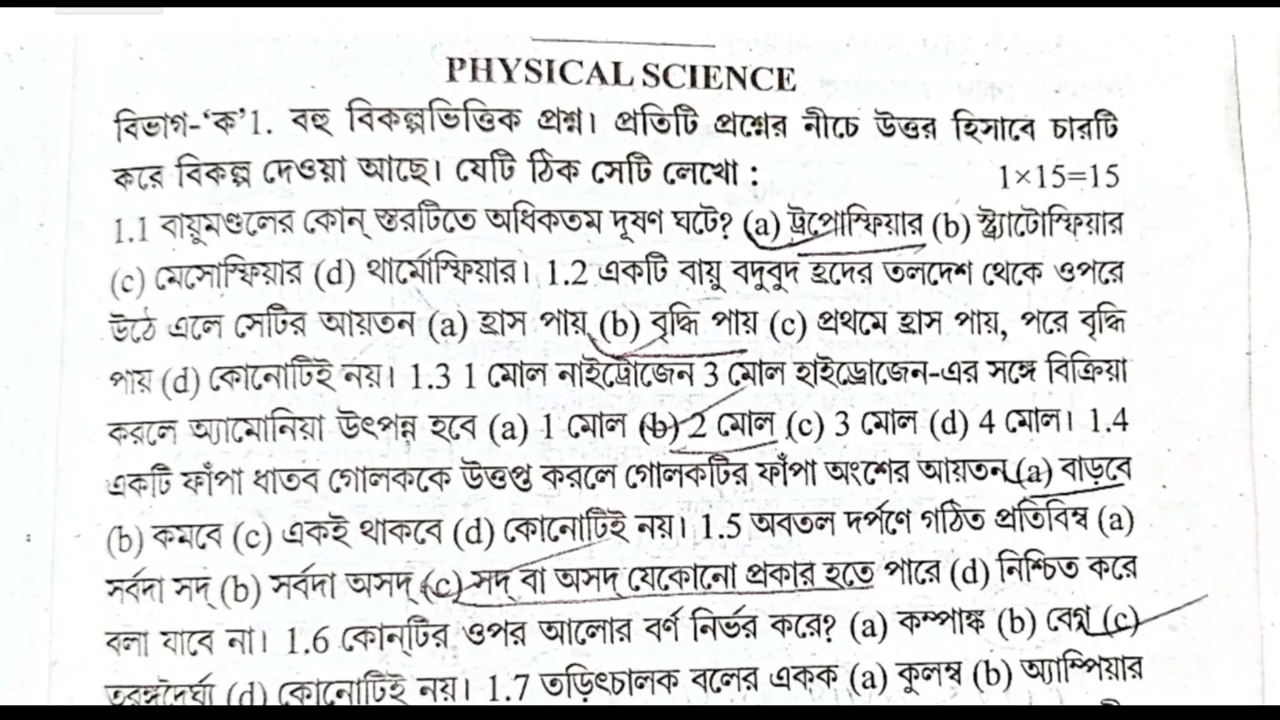 PHYSICAL SCIENCE
বিভাগ-‘ক’1. বহু বিকল্পভিত্তিক প্রশ্ন। প্রতিটি প্রশ্নের নীচে উত্তর হিসাবে চারটি
করে বিকল্প দেওয়া আছে। যেটি ঠিক সেটি লেখো : 1×15=15
1.1 বায়ুমণ্ডলের কোন্ স্তরটিতে অধিকতম দূষণ ঘটে? (a) ট্রপোস্ফিয়ার (b) স্ট্র্যাটোস্ফিয়ার
(c) মেসোস্ফিয়ার (d) থার্মোস্ফিয়ার। 1.2 একটি বায়ু বদুবুদ হ্রদের তলদেশ থেকে ওপরে
উঠে এলে সেটির আয়তন (a) হ্রাস পায় (b) বৃদ্ধি পায় (c) প্রথমে হ্রাস পায়, পরে বৃদ্ধি
পায় (d) কোনোটিই নয়। 1.3 1 মোল নাইট্রোজেন 3 মোল হাইড্রোজেন-এর সঙ্গে বিক্রিয়া
করলে অ্যামোনিয়া উৎপন্ন হবে (a) 1 মোল (b) 2 মোল (c) 3 মোল (d) 4 মোল। 1.4
একটি ফাঁপা ধাতব গোলককে উত্তপ্ত করলে গোলকটির ফাঁপা অংশের আয়তন (a) বাড়বে
(b) কমবে (c) একই থাকবে (d) কোনোটিই নয়। 1.5 অবতল দর্পণে গঠিত প্রতিবিম্ব (a)
সর্বদা সদ্ (b) সর্বদা অসদ্ (c) সদ্ বা অসদ্ যেকোনো প্রকার হতে পারে (d) নিশ্চিত করে
বলা যাবে না। 1.6 কোন্‌টির ওপর আলোর বর্ণ নির্ভর করে? (a) কম্পাঙ্ক (b) বেগ (c)
তরঙ্গদৈর্ঘ্য (d) কোনোটিই নয়। 1.7 তড়িৎচালক বলের একক (a) কুলম্ব (b) অ্যাম্পিয়ার